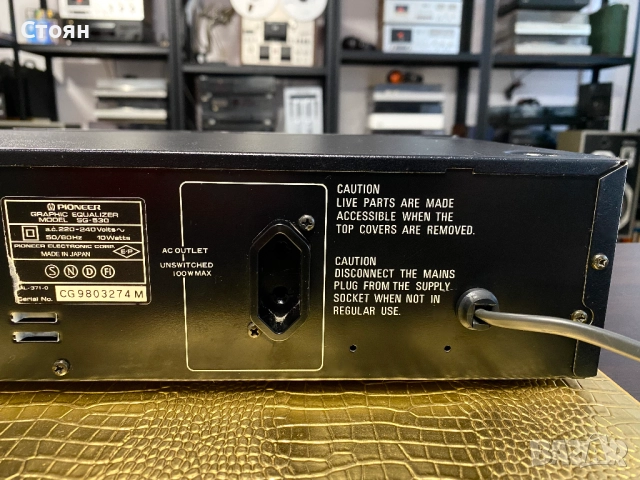 Стоян
PIONEER
GRAPHIC EQUALIZER
MODEL SG-530
a.c. 220-240Volts~
50/60Hz 10Watts
PIONEER ELECTRONIC CORP.
MADE IN JAPAN
E-P
S N D FI
Serial No. CG9803274M
AC OUTLET
UNSWITCHED
100W MAX
CAUTION
LIVE PARTS ARE MADE
ACCESSIBLE WHEN THE
TOP COVERS ARE REMOVED.
CAUTION
DISCONNECT THE MAINS
PLUG FROM THE SUPPLY
SOCKET WHEN NOT IN
REGULAR USE.
BAZAR